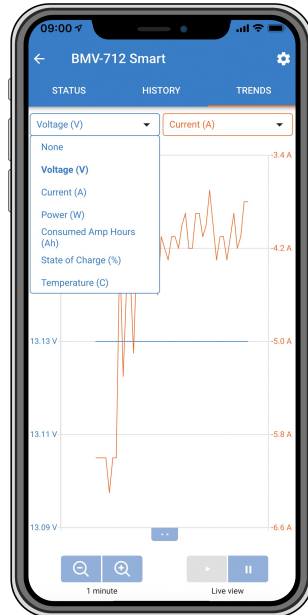 09:00
BMV-712 Smart
STATUS HISTORY TRENDS
Voltage (V) Current (A)
None
Voltage (V)
Current (A)
Power (W)
Consumed Amp Hours
(Ah)
State of Charge (%)
Temperature (C)
-3.4 A
-4.2 A
13.13 V -5.0 A
13.11 V -5.8 A
13.09 V -6.6 A
1 minute Live view